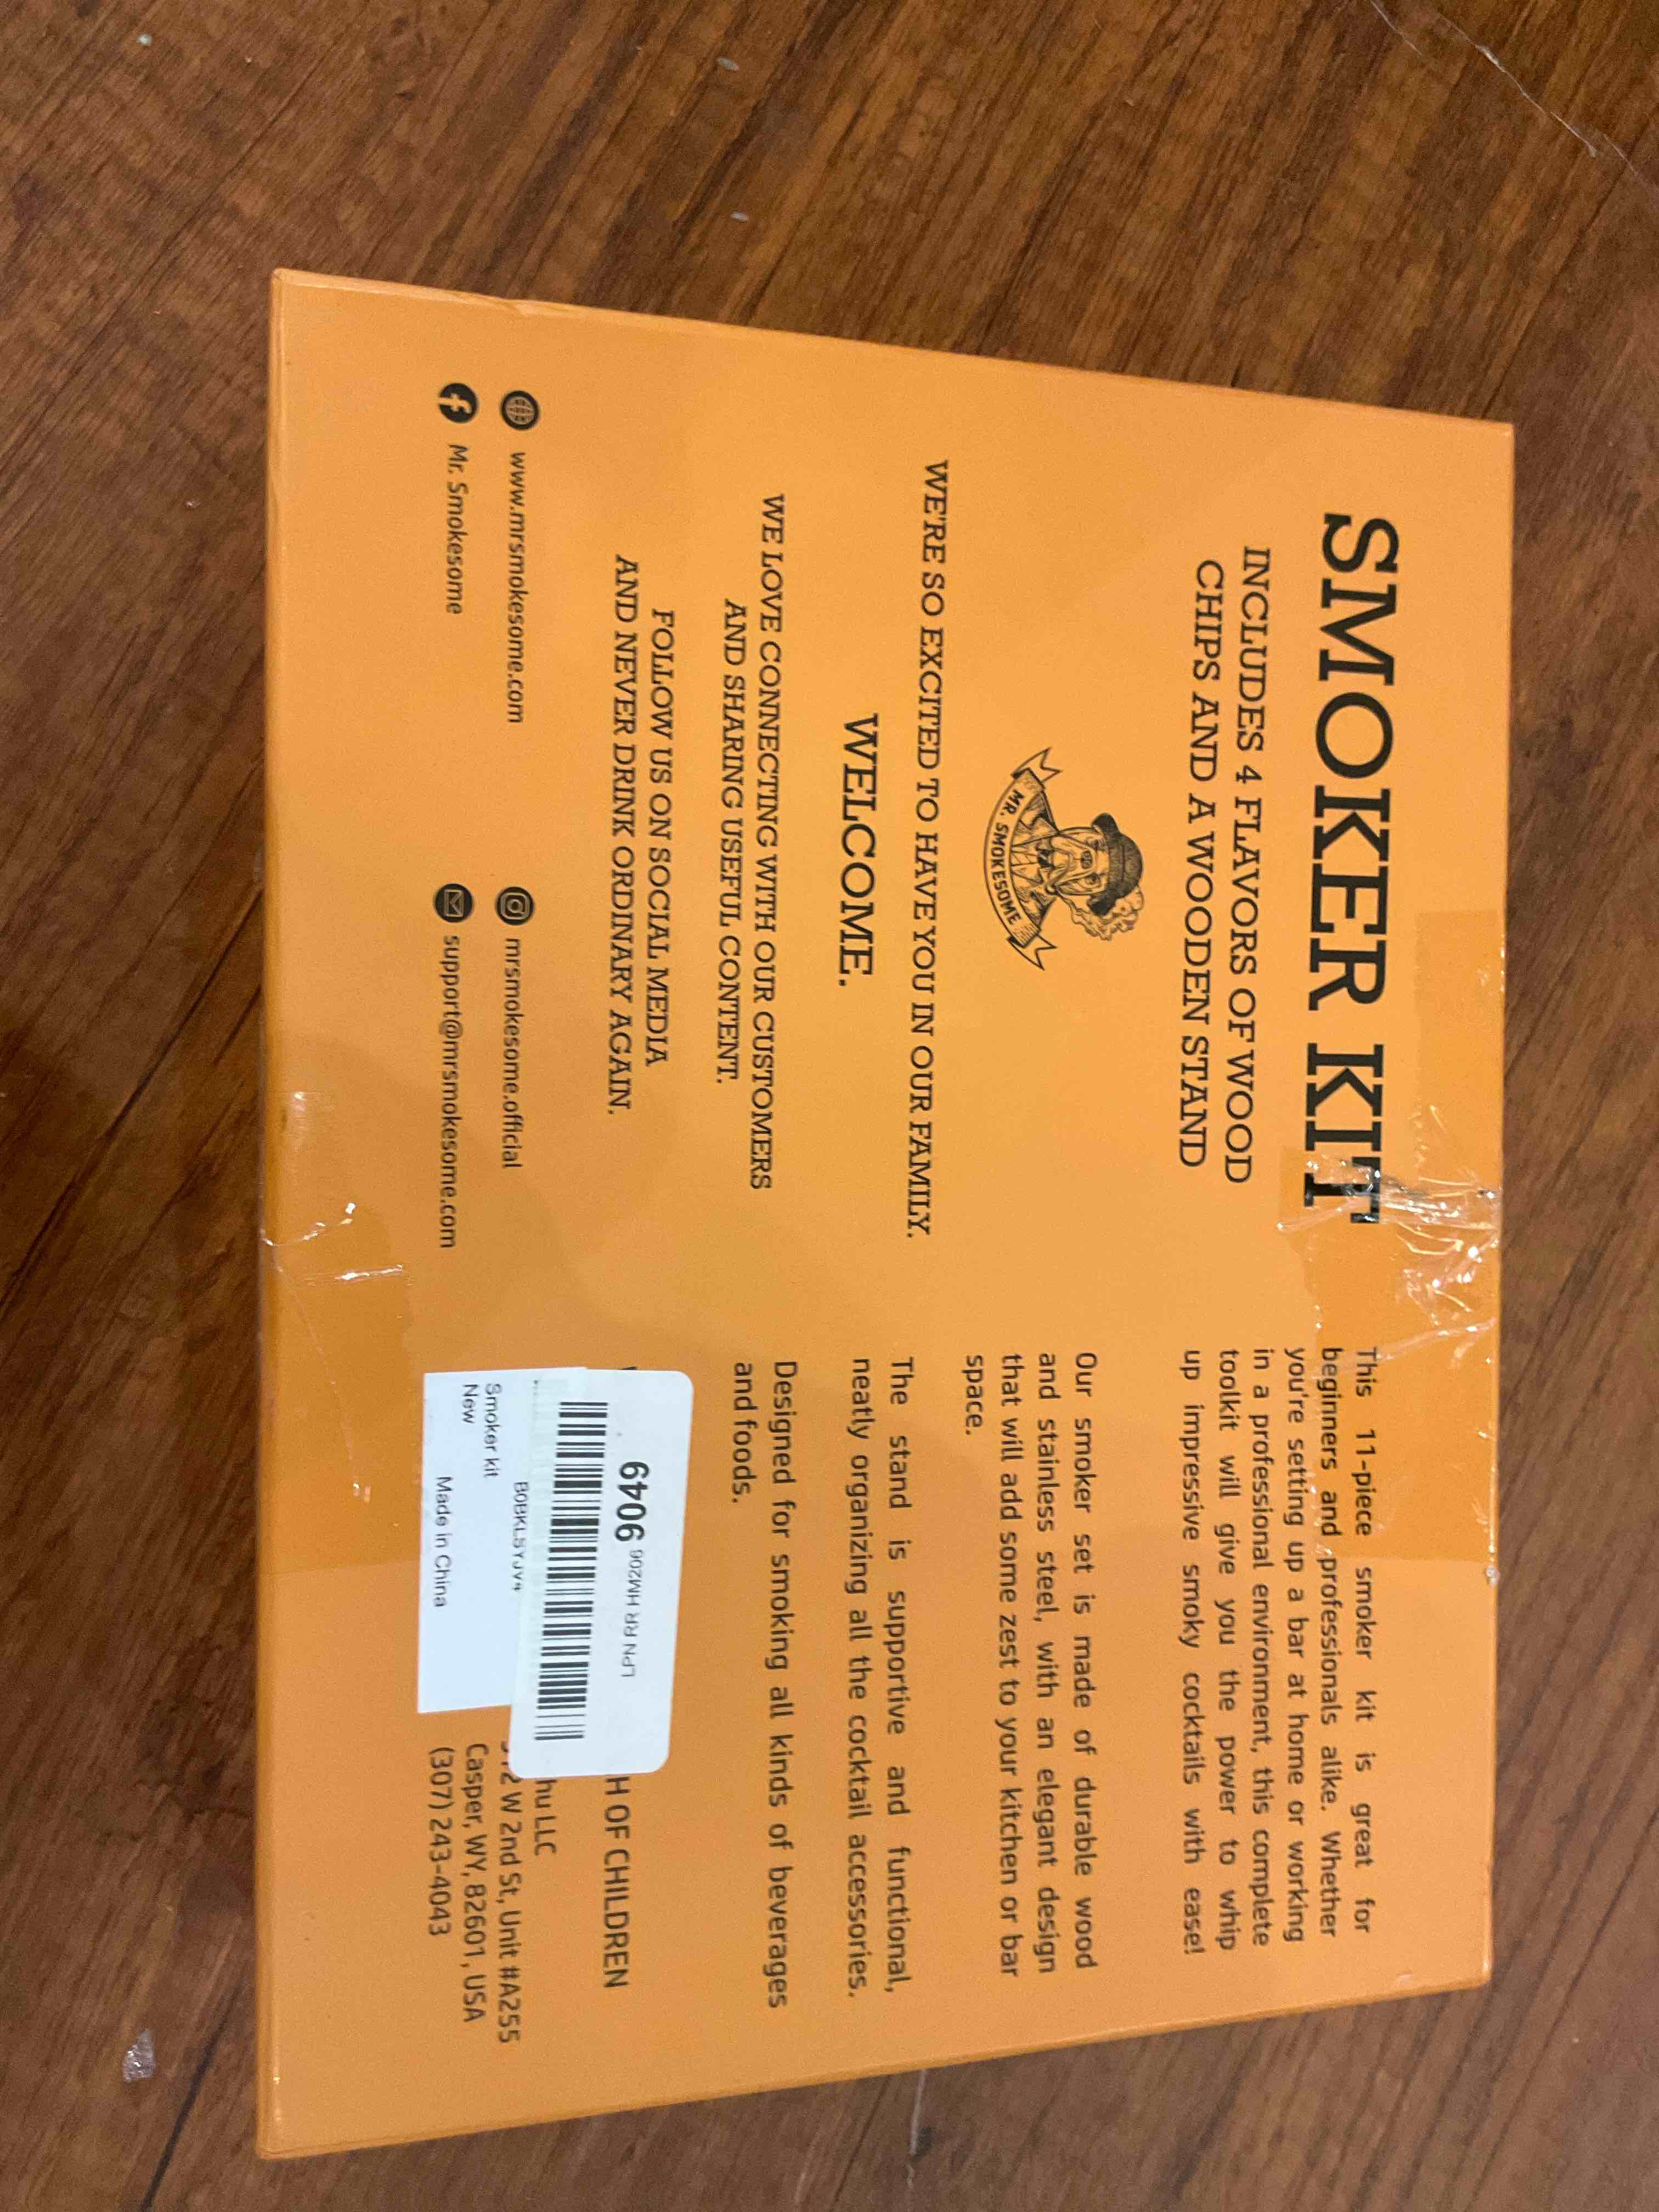 SMOKER KIT
INCLUDES 4 FLAVORS OF WOOD
CHIPS AND A WOODEN STAND
MR. SMOKESOME
WE'RE SO EXCITED TO HAVE YOU IN OUR FAMILY.
WELCOME.
WE LOVE CONNECTING WITH OUR CUSTOMERS
AND SHARING USEFUL CONTENT.
FOLLOW US ON SOCIAL MEDIA
AND NEVER DRINK ORDINARY AGAIN.
www.mrsmokesome.com
mrsmokesome.official
Mr. Smokesome
support@mrsmokesome.com
This 11-piece smoker kit is great for
beginners and professionals alike. Whether
you're setting up a bar at home or working
in a professional environment, this complete
toolkit will give you the power to whip
up impressive smoky cocktails with ease!
Our smoker set is made of durable wood
and stainless steel, with an elegant design
that will add some zest to your kitchen or bar
space.
The stand is supportive and functional,
neatly organizing all the cocktail accessories.
Designed for smoking all kinds of beverages
and foods.
H OF CHILDREN
LPN RR HM206 9049
hu LLC
W 2nd St, Unit #A255
Casper, WY, 82601, USA
(307) 243-4043
Smoker kit
New
Made in China